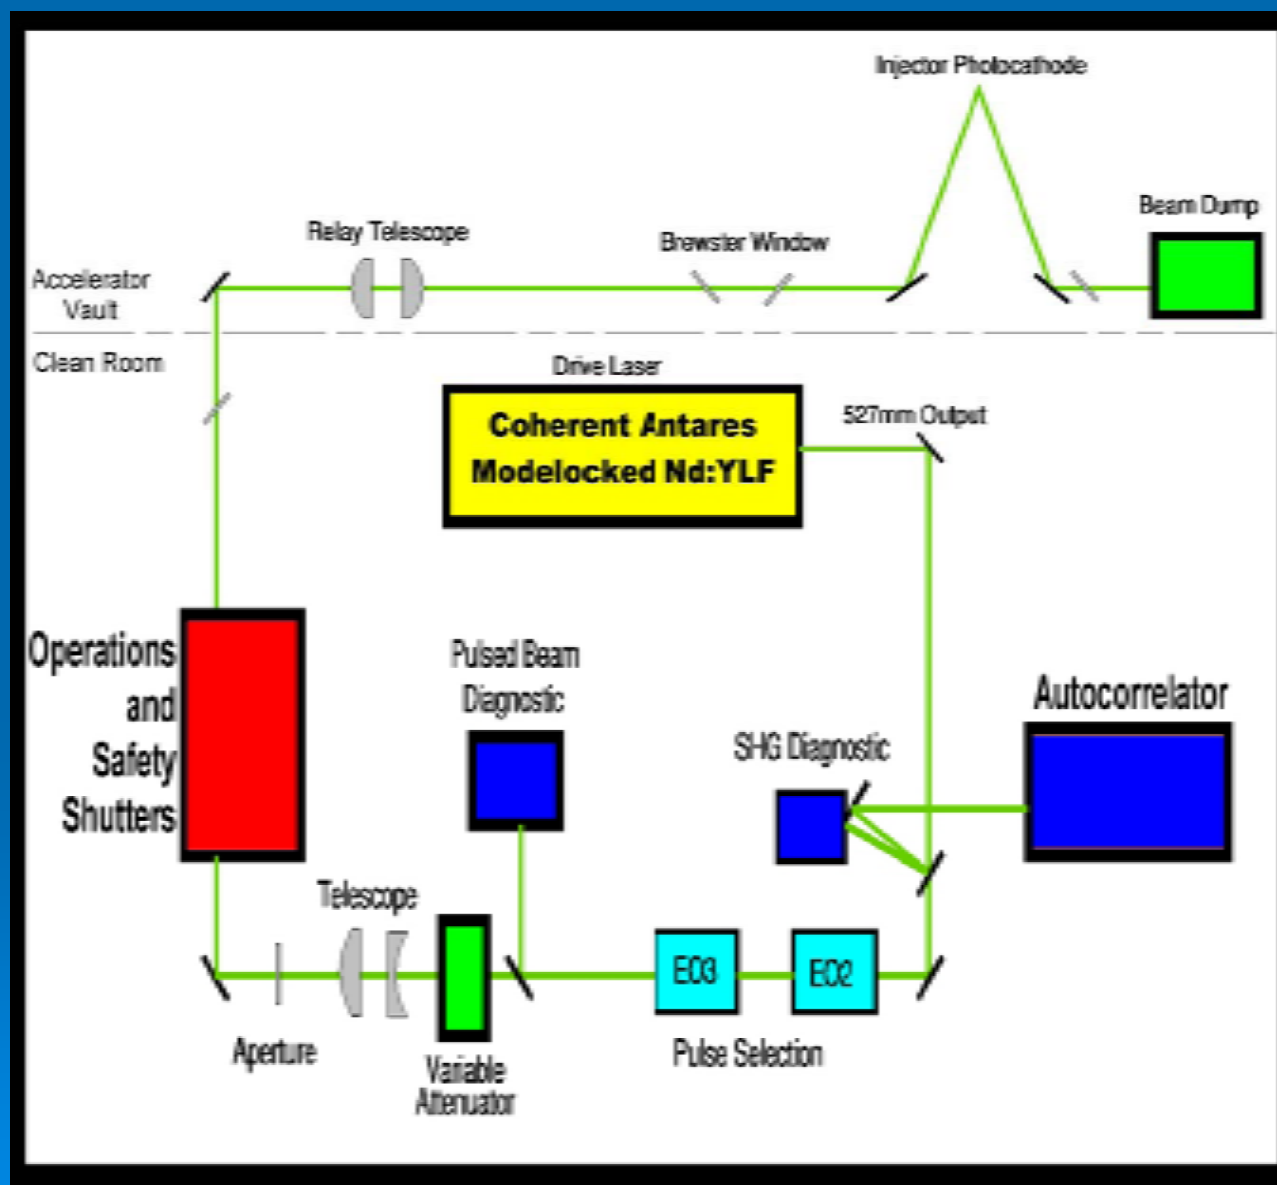 Injector Photocathode
Beam Dump
Relay Telescope
Brewster Window
Accelerator
Vault
Clean Room
Drive Laser
Coherent Antares
Modelocked Nd:YLF
527mm Output
Operations
and
Safety
Shutters
Pulsed Beam
Diagnostic
Autocorrelator
SHG Diagnostic
Telescope
EO3
EO2
Aperture
Variable
Attenuator
Pulse Selection